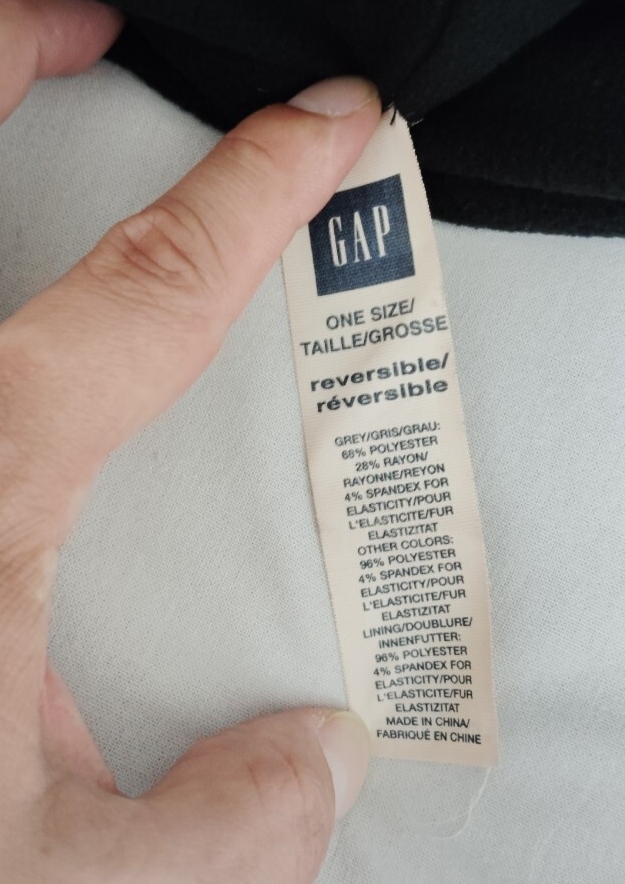 GAP
ONE SIZE/
TAILLE/GROSSE
reversible/
réversible
GREY/GRIS/GRAU:
68% POLYESTER
28% RAYON/
RAYONNE/REYON
4% SPANDEX FOR
ELASTICITY/POUR
L'ELASTICITE/FUR
ELASTIZITAT
OTHER COLORS:
96% POLYESTER
4% SPANDEX FOR
ELASTICITY/POUR
L'ELASTICITE/FUR
ELASTIZITAT
LINING/DOUBLURE/
INNENFUTTER:
96% POLYESTER
4% SPANDEX FOR
ELASTICITY/POUR
L'ELASTICITE/FUR
ELASTIZITAT
MADE IN CHINA/
FABRIQUÉ EN CHINE